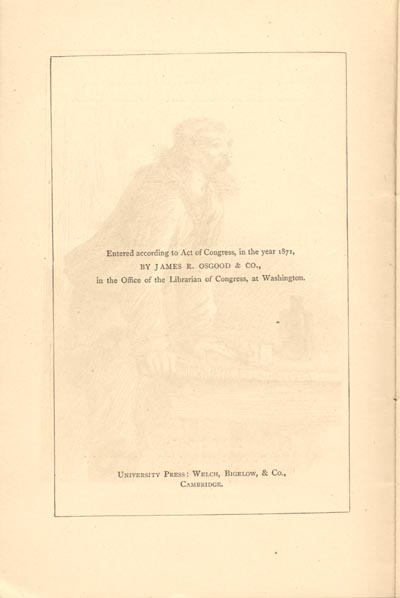 Entered according to Act of Congress, in the year 1871,
BY JAMES R. OSGOOD & CO.,
in the Office of the Librarian of Congress, at Washington.
University Press: Welch, Bigelow, & Co.,
Cambridge.